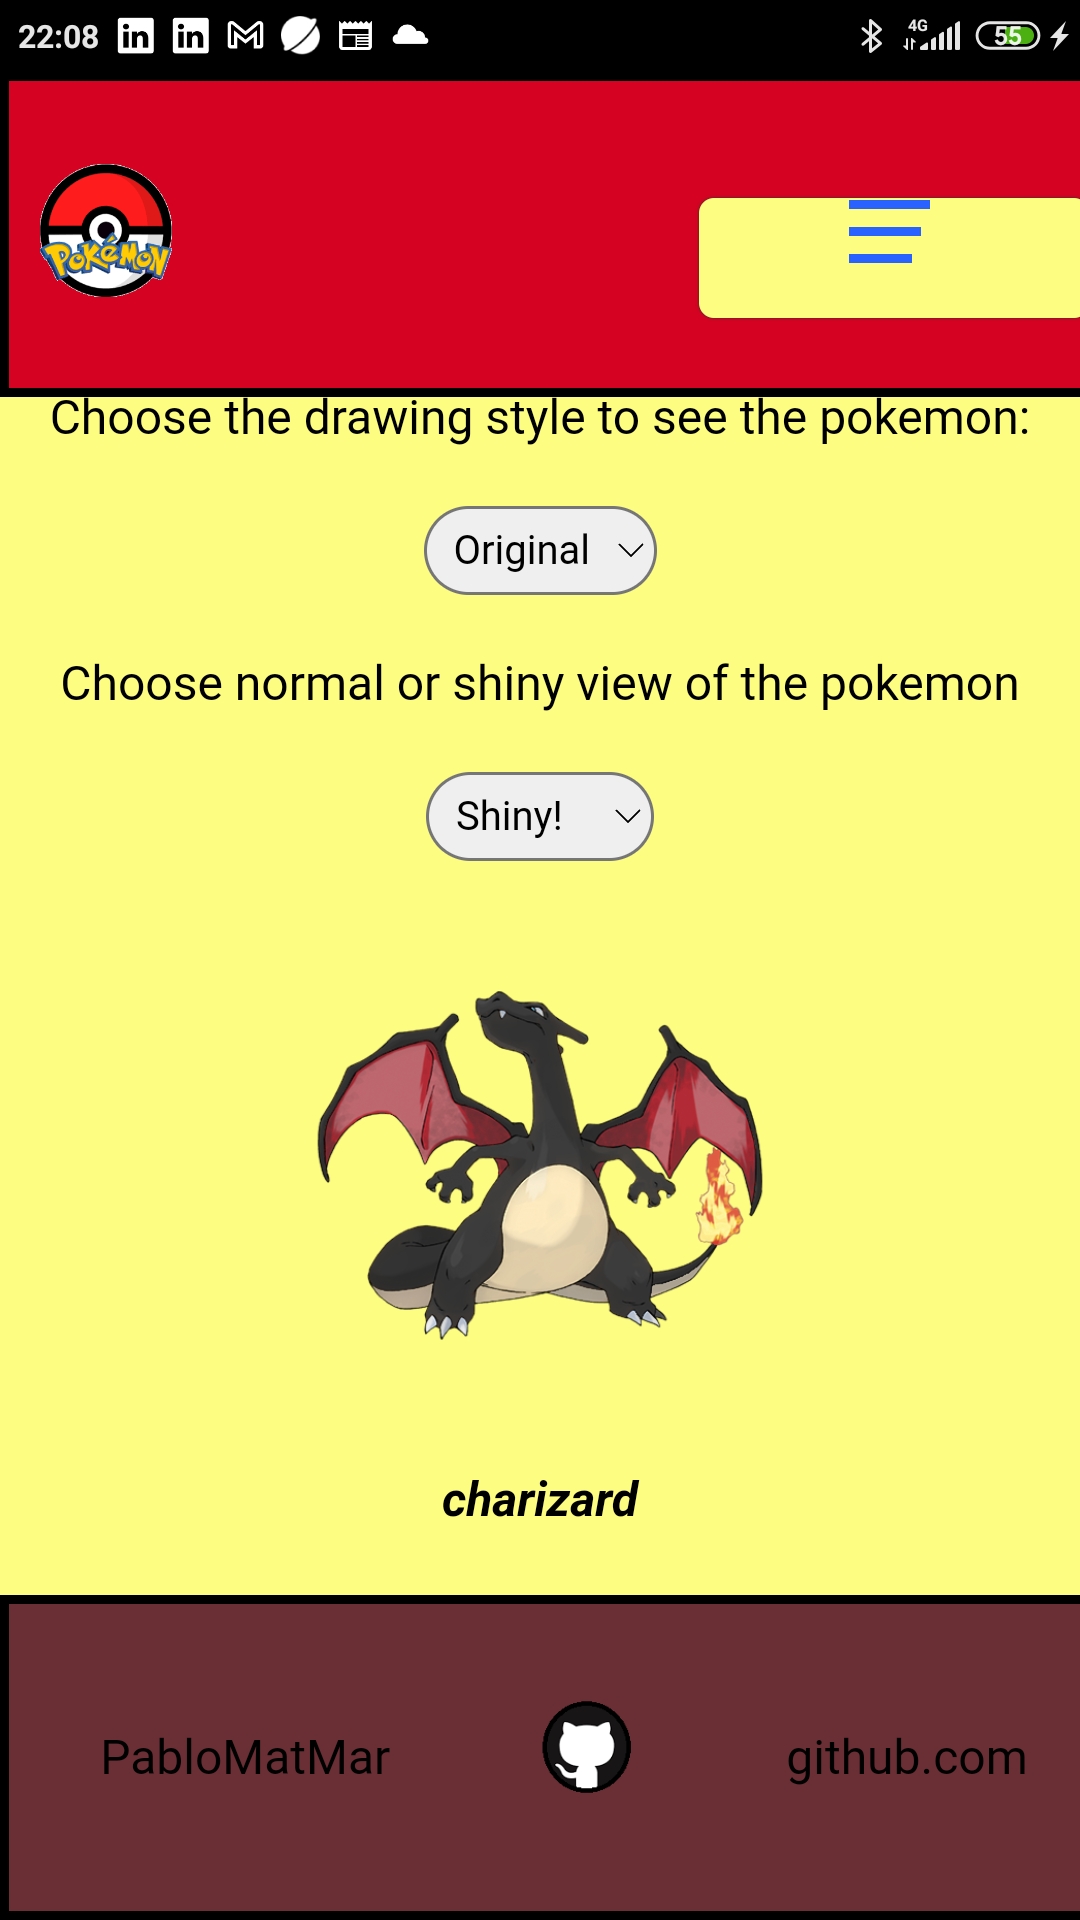 22:08 4G 55
Pokémon
Choose the drawing style to see the pokemon:
Original
Choose normal or shiny view of the pokemon
Shiny!
charizard
PabloMatMar github.com